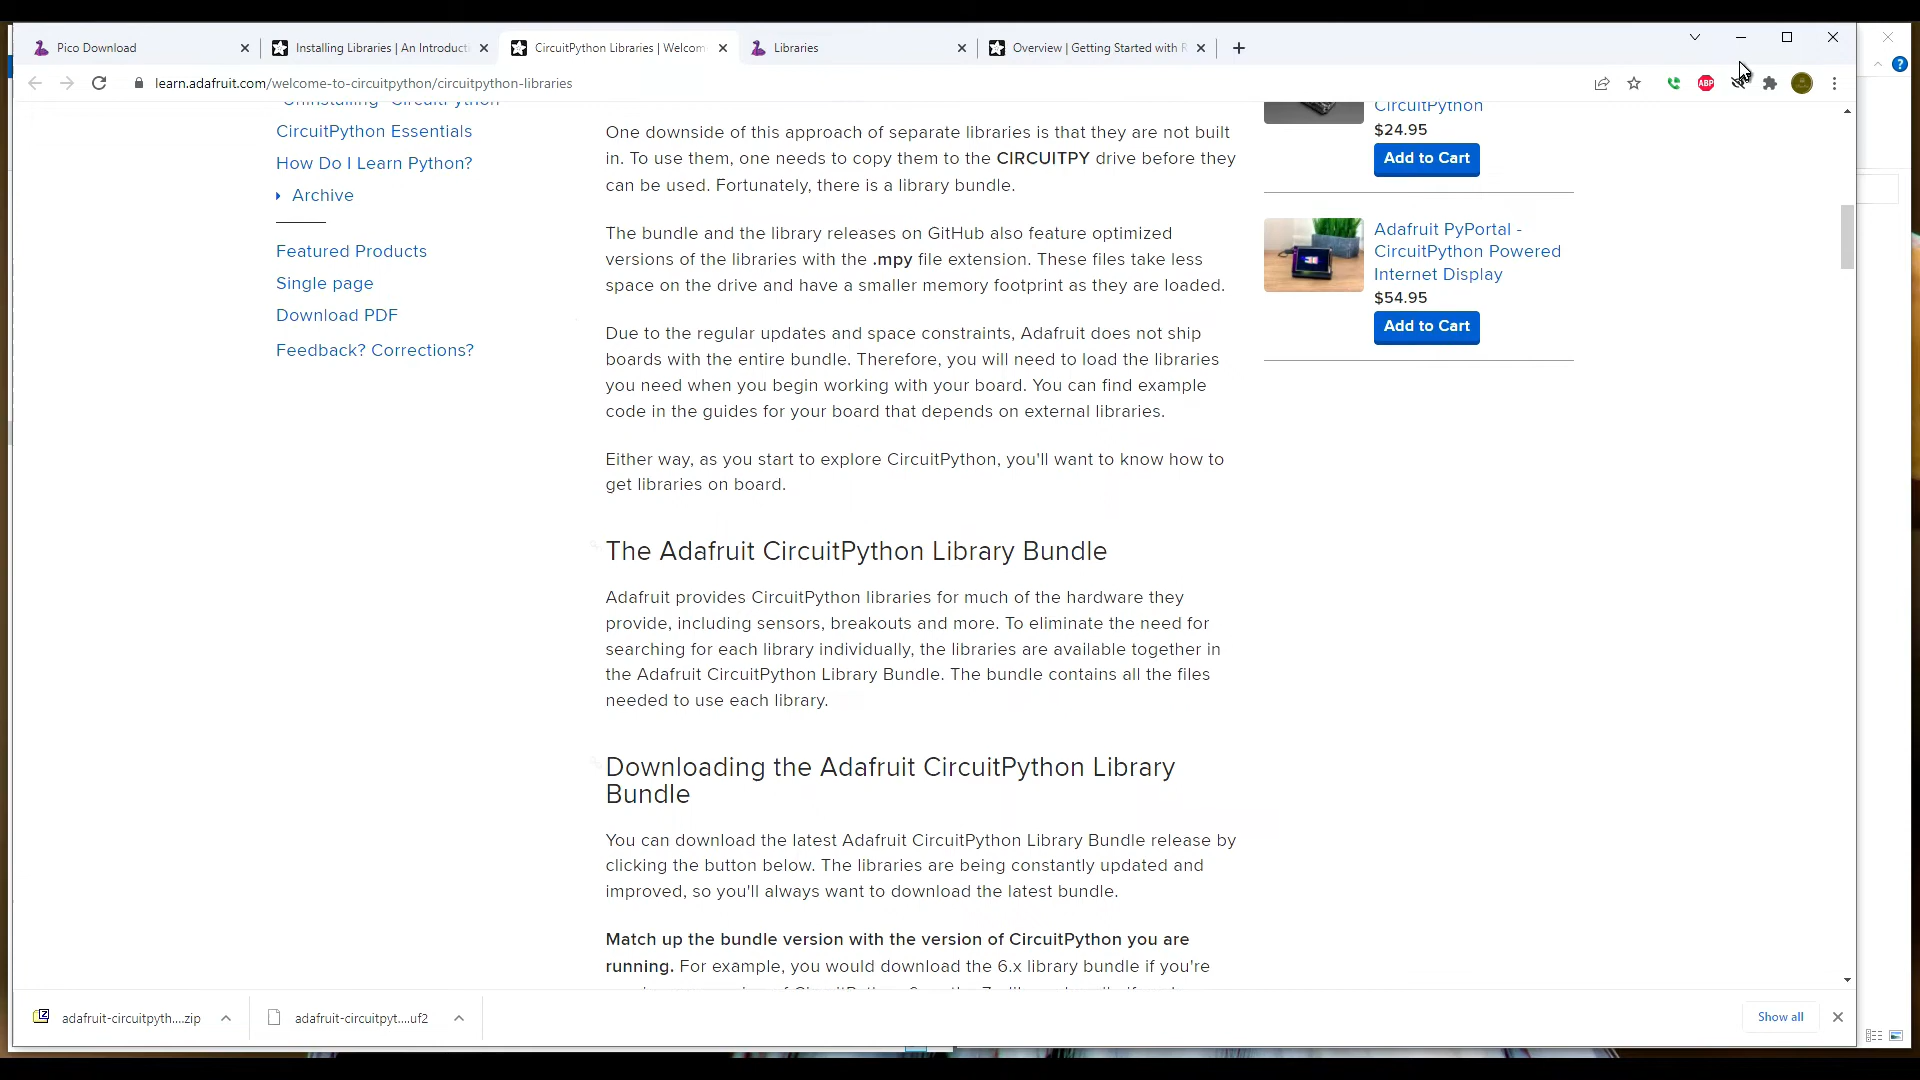 Pico Download
Installing Libraries | An Introducti
CircuitPython Libraries | Welcom
Libraries
Overview | Getting Started with R
learn.adafruit.com/welcome-to-circuitpython/circuitpython-libraries
ABP
"Uninstalling" CircuitPython
CircuitPython Essentials
How Do I Learn Python?
Archive
Featured Products
Single page
Download PDF
Feedback? Corrections?
One downside of this approach of separate libraries is that they are not built
in. To use them, one needs to copy them to the CIRCUITPY drive before they
can be used. Fortunately, there is a library bundle.
The bundle and the library releases on GitHub also feature optimized
versions of the libraries with the .mpy file extension. These files take less
space on the drive and have a smaller memory footprint as they are loaded.
Due to the regular updates and space constraints, Adafruit does not ship
boards with the entire bundle. Therefore, you will need to load the libraries
you need when you begin working with your board. You can find example
code in the guides for your board that depends on external libraries.
Either way, as you start to explore CircuitPython, you'll want to know how to
get libraries on board.
The Adafruit CircuitPython Library Bundle
Adafruit provides CircuitPython libraries for much of the hardware they
provide, including sensors, breakouts and more. To eliminate the need for
searching for each library individually, the libraries are available together in
the Adafruit CircuitPython Library Bundle. The bundle contains all the files
needed to use each library.
Downloading the Adafruit CircuitPython Library
Bundle
You can download the latest Adafruit CircuitPython Library Bundle release by
clicking the button below. The libraries are being constantly updated and
improved, so you'll always want to download the latest bundle.
Match up the bundle version with the version of CircuitPython you are
running. For example, you would download the 6.x library bundle if you're
CircuitPython
$24.95
Add to Cart
Adafruit PyPortal -
CircuitPython Powered
Internet Display
$54.95
Add to Cart
adafruit-circuitpyth....zip
adafruit-circuitpyt....uf2
Show all